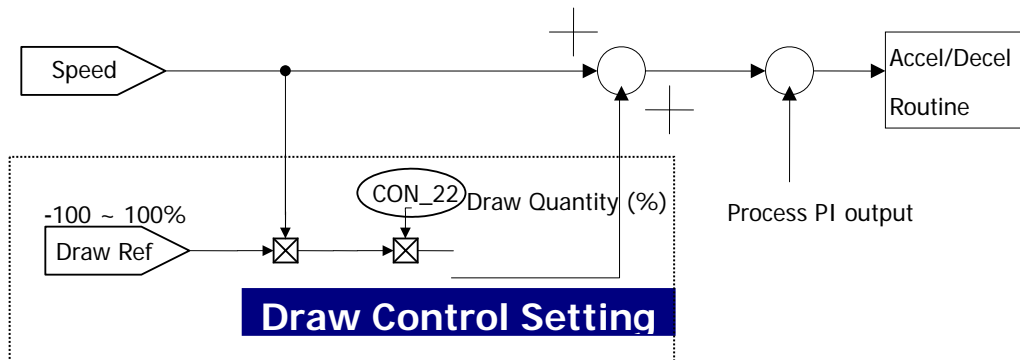 Speed
Accel/Decel
Routine
CON_22
Draw Quantity (%)
-100 ~ 100%
Process PI output
Draw Ref
Draw Control Setting